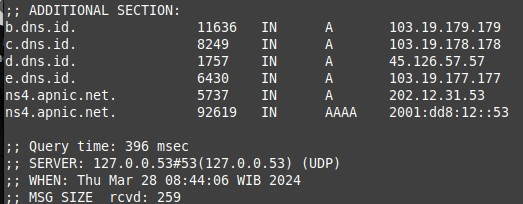 ;; ADDITIONAL SECTION:
b.dns.id. 11636 IN A 103.19.179.179
c.dns.id. 8249 IN A 103.19.178.178
d.dns.id. 1757 IN A 45.126.57.57
e.dns.id. 6430 IN A 103.19.177.177
ns4.apnic.net. 5737 IN A 202.12.31.53
ns4.apnic.net. 92619 IN AAAA 2001:dd8:12::53
;; Query time: 396 msec
;; SERVER: 127.0.0.53#53(127.0.0.53) (UDP)
;; WHEN: Thu Mar 28 08:44:06 WIB 2024
;; MSG SIZE rcvd: 259